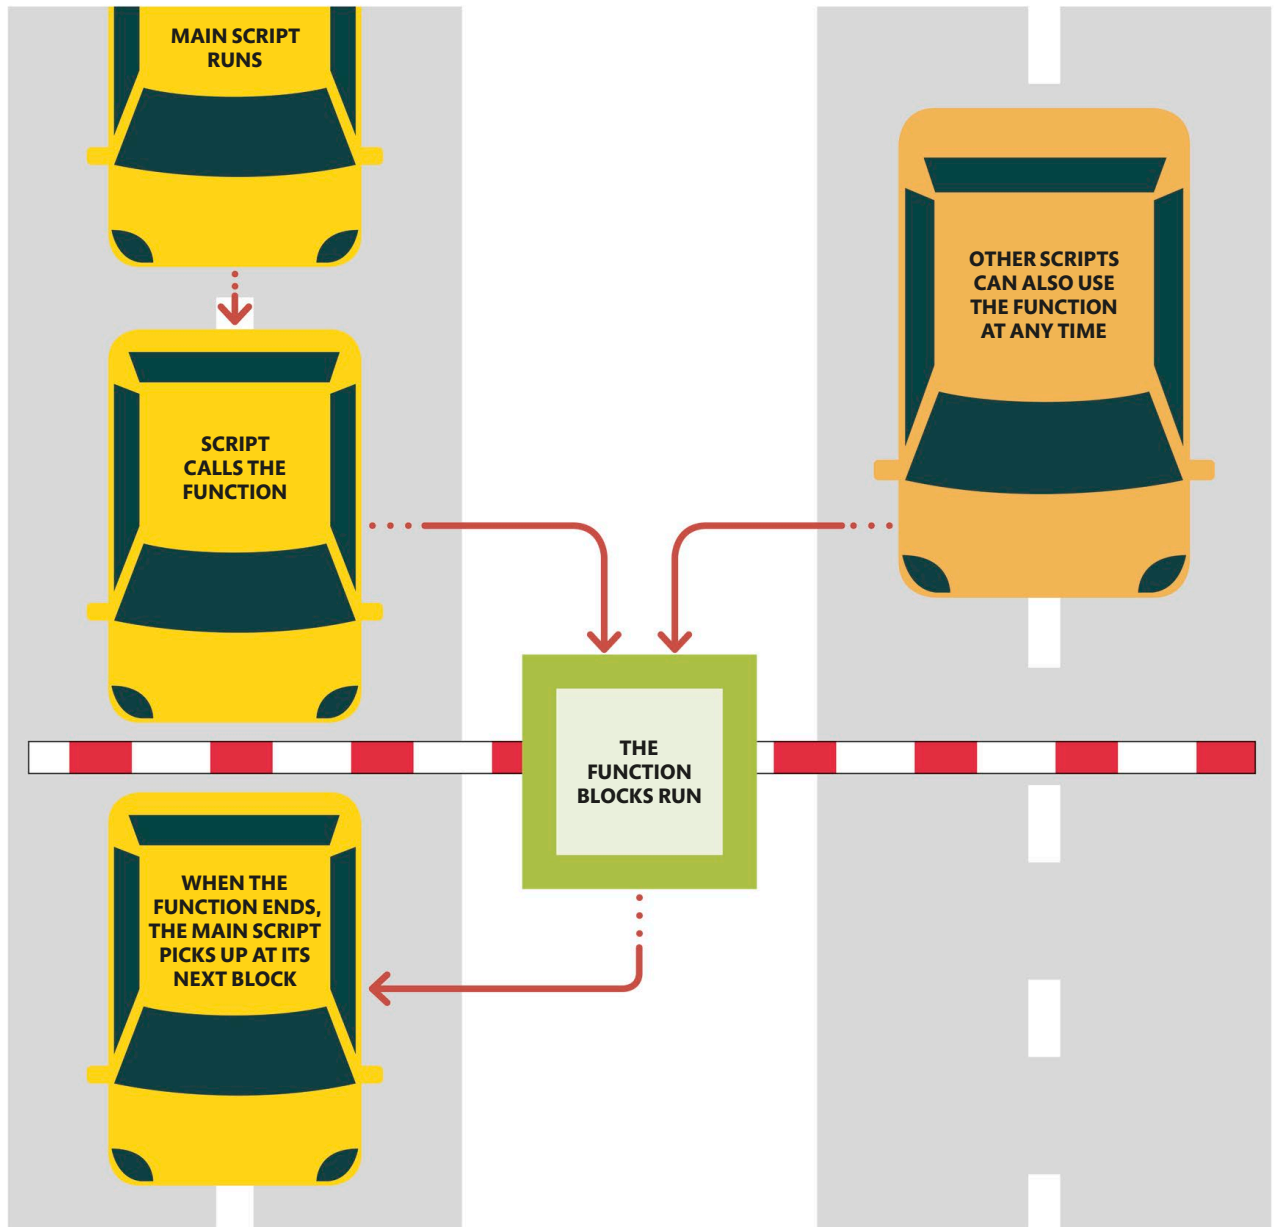 MAIN SCRIPT
RUNS
SCRIPT
CALLS THE
FUNCTION
OTHER SCRIPTS
CAN ALSO USE
THE FUNCTION
AT ANY TIME
THE
FUNCTION
BLOCKS RUN
WHEN THE
FUNCTION ENDS,
THE MAIN SCRIPT
PICKS UP AT ITS
NEXT BLOCK